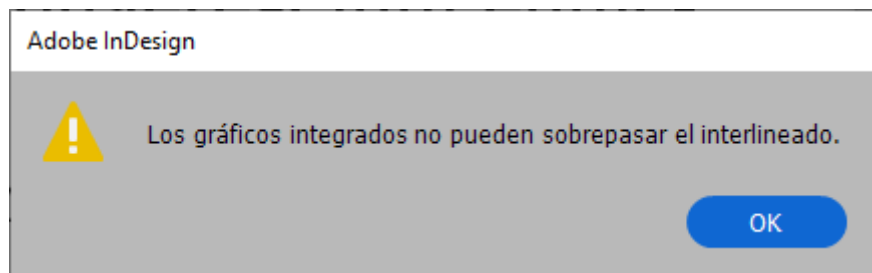 Adobe InDesign
Los gráficos integrados no pueden sobrepasar el interlineado.
OK